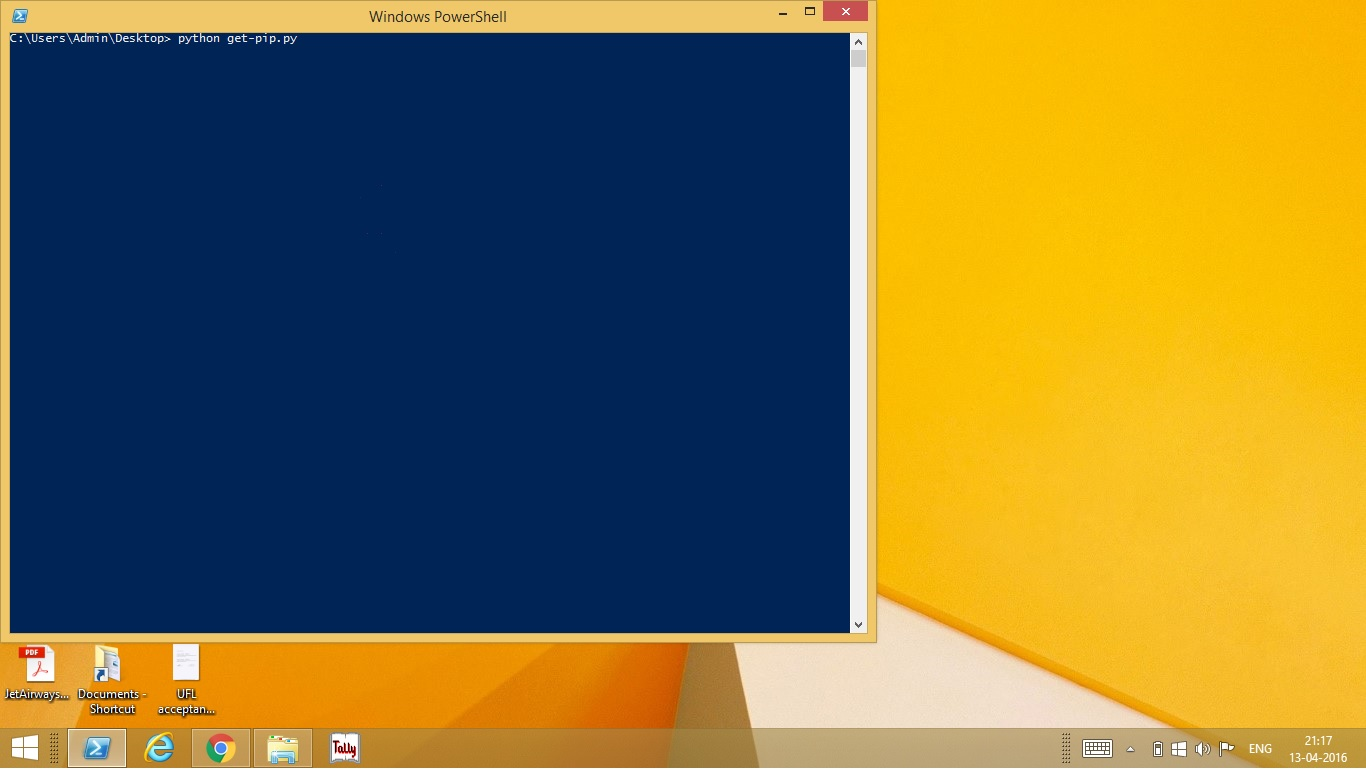 Windows PowerShell
C:\Users\Admin\Desktop> python get-pip.py
PDF
JetAirways...
Documents -
Shortcut
UFL
acceptan...
Tally
ENG
21:17
13-04-2016